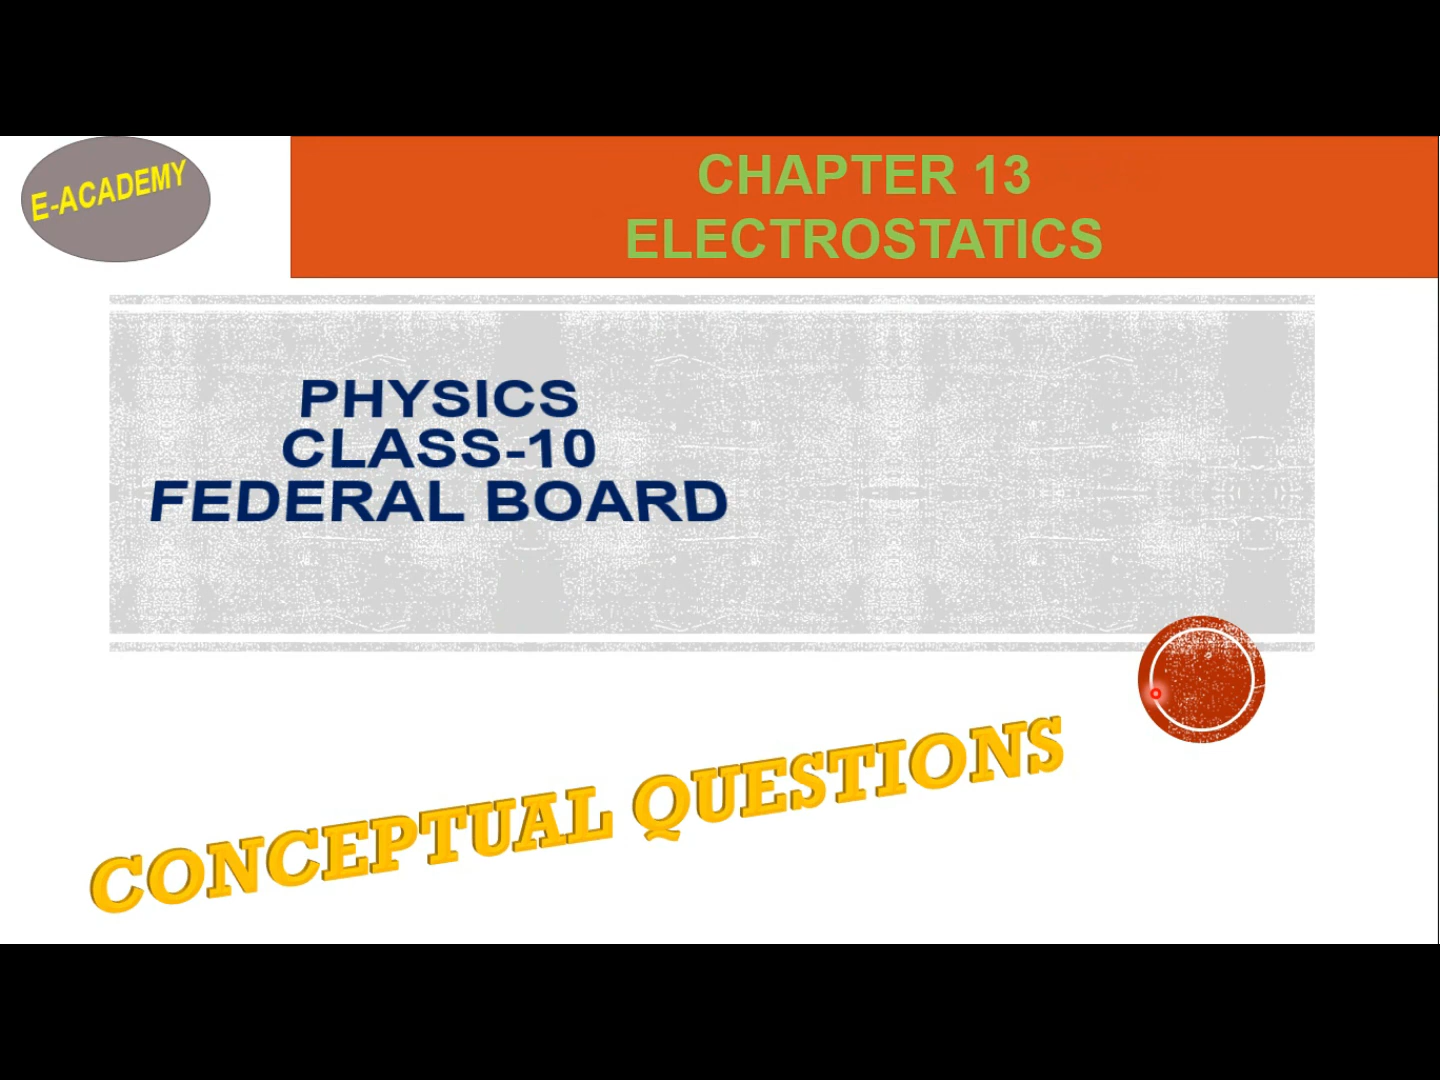 E-ACADEMY
CHAPTER 13
ELECTROSTATICS
PHYSICS
CLASS-10
FEDERAL BOARD
CONCEPTUAL QUESTIONS